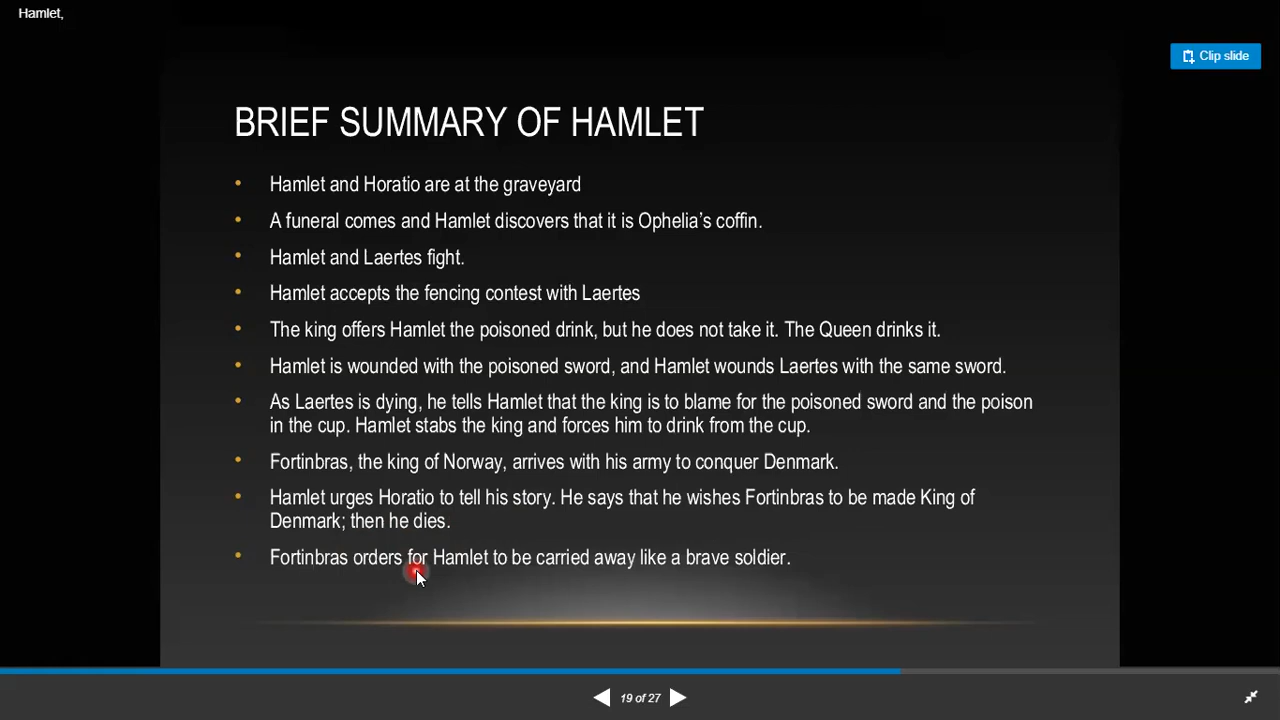 Hamlet,
Clip slide
BRIEF SUMMARY OF HAMLET
• Hamlet and Horatio are at the graveyard
• A funeral comes and Hamlet discovers that it is Ophelia’s coffin.
• Hamlet and Laertes fight.
• Hamlet accepts the fencing contest with Laertes
• The king offers Hamlet the poisoned drink, but he does not take it. The Queen drinks it.
• Hamlet is wounded with the poisoned sword, and Hamlet wounds Laertes with the same sword.
• As Laertes is dying, he tells Hamlet that the king is to blame for the poisoned sword and the poison
in the cup. Hamlet stabs the king and forces him to drink from the cup.
• Fortinbras, the king of Norway, arrives with his army to conquer Denmark.
• Hamlet urges Horatio to tell his story. He says that he wishes Fortinbras to be made King of
Denmark; then he dies.
• Fortinbras orders for Hamlet to be carried away like a brave soldier.
19 of 27